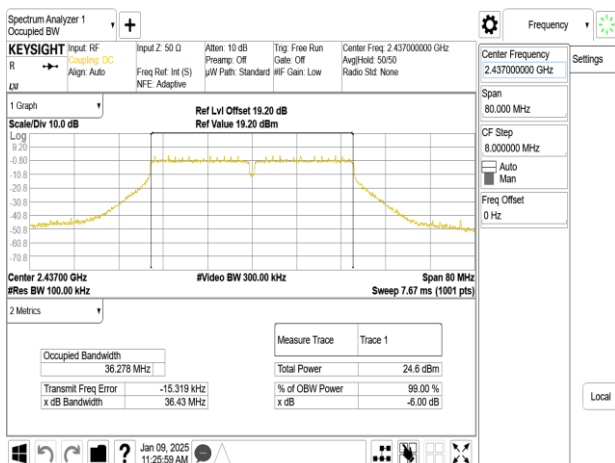 Spectrum Analyzer 1
Occupied BW
Frequency
KEYSIGHT
R
LXI
Input: RF
Coupling: DC
Align: Auto
Input Z: 50 Ω
Freq Ref: Int (S)
NFE: Adaptive
Atten: 10 dB
Preamp: Off
µW Path: Standard
Trig: Free Run
Gate: Off
#IF Gain: Low
Center Freq: 2.437000000 GHz
Avg|Hold: 50/50
Radio Std: None
Center Frequency
2.437000000 GHz
Settings
Span
80.000 MHz
CF Step
8.000000 MHz
Auto
Man
Freq Offset
0 Hz
Local
1 Graph
Scale/Div 10.0 dB
Ref Lvl Offset 19.20 dB
Ref Value 19.20 dBm
Log
9.20
-0.80
-10.8
-20.8
-30.8
-40.8
-50.8
-60.8
-70.8
Center 2.43700 GHz
#Video BW 300.00 kHz
Span 80 MHz
#Res BW 100.00 kHz
Sweep 7.67 ms (1001 pts)
2 Metrics
Measure Trace Trace 1
Occupied Bandwidth
36.278 MHz
Total Power 24.6 dBm
Transmit Freq Error -15.319 kHz
% of OBW Power 99.00 %
x dB Bandwidth 36.43 MHz
x dB -6.00 dB
?
Jan 09, 2025
11:25:59 AM